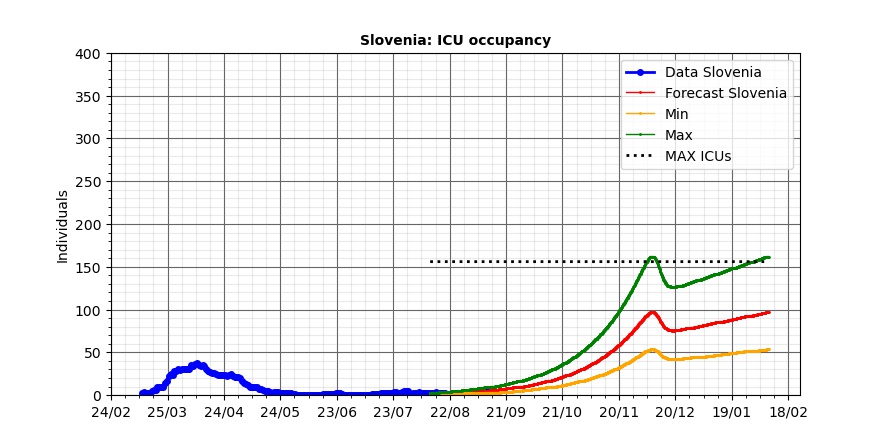 Slovenia: ICU occupancy
400
350
300
250
200
150
100
50
0
Individuals
Data Slovenia
Forecast Slovenia
Min
Max
MAX ICUs
24/02 25/03 24/04 24/05 23/06 23/07 22/08 21/09 21/10 20/11 20/12 19/01 18/02